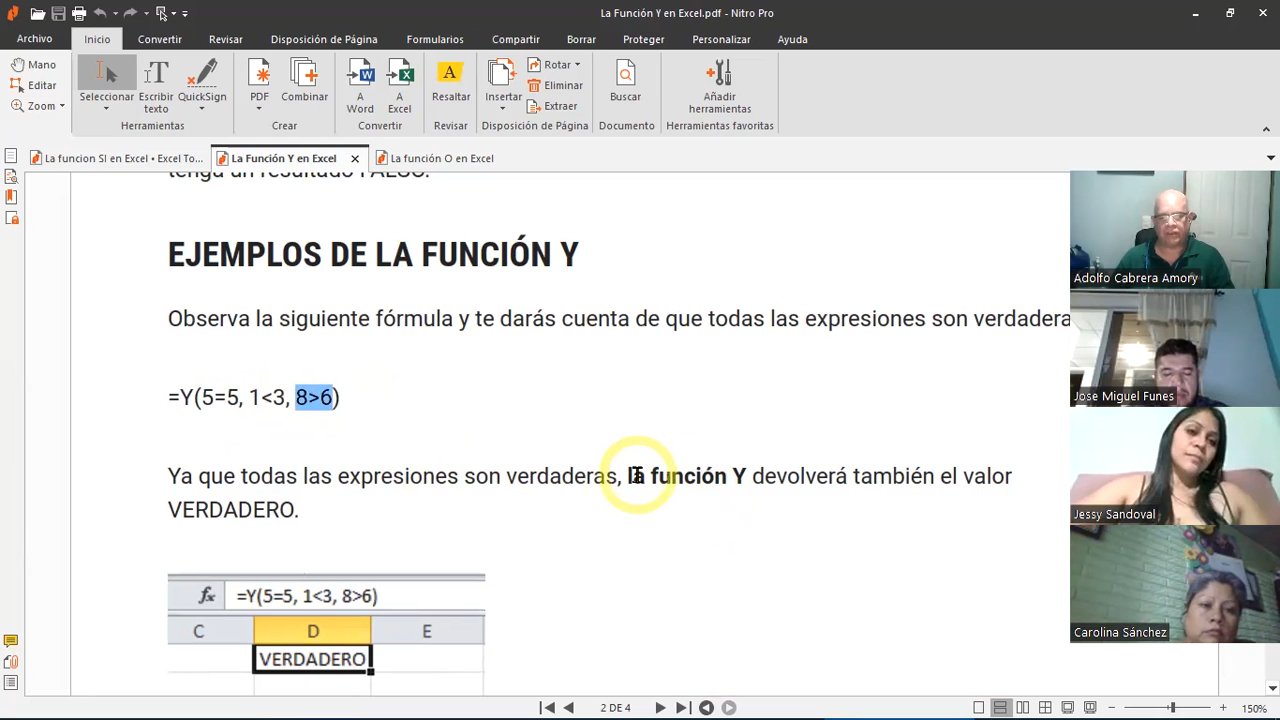 La Función Y en Excel.pdf - Nitro Pro
Archivo
Inicio
Convertir
Revisar
Disposición de Página
Formularios
Compartir
Borrar
Proteger
Personalizar
Ayuda
Mano
Editar
Zoom
Seleccionar
Escribir texto
QuickSign
Herramientas
PDF
Combinar
Crear
A Word
A Excel
Convertir
Resaltar
Revisar
Insertar
Rotar
Eliminar
Extraer
Disposición de Página
Buscar
Documento
Añadir herramientas
Herramientas favoritas
La funcion SI en Excel • Excel To...
La Función Y en Excel
La función O en Excel
tenga un resultado FALSO.
EJEMPLOS DE LA FUNCIÓN Y
Observa la siguiente fórmula y te darás cuenta de que todas las expresiones son verdadera
=Y(5=5, 1<3, 8>6)
Ya que todas las expresiones son verdaderas, la función Y devolverá también el valor
VERDADERO.
fx =Y(5=5, 1<3, 8>6)
C D E
VERDADERO
Adolfo Cabrera Amory
Jose Miguel Funes
Jessy Sandoval
Carolina Sánchez
2 DE 4
150%